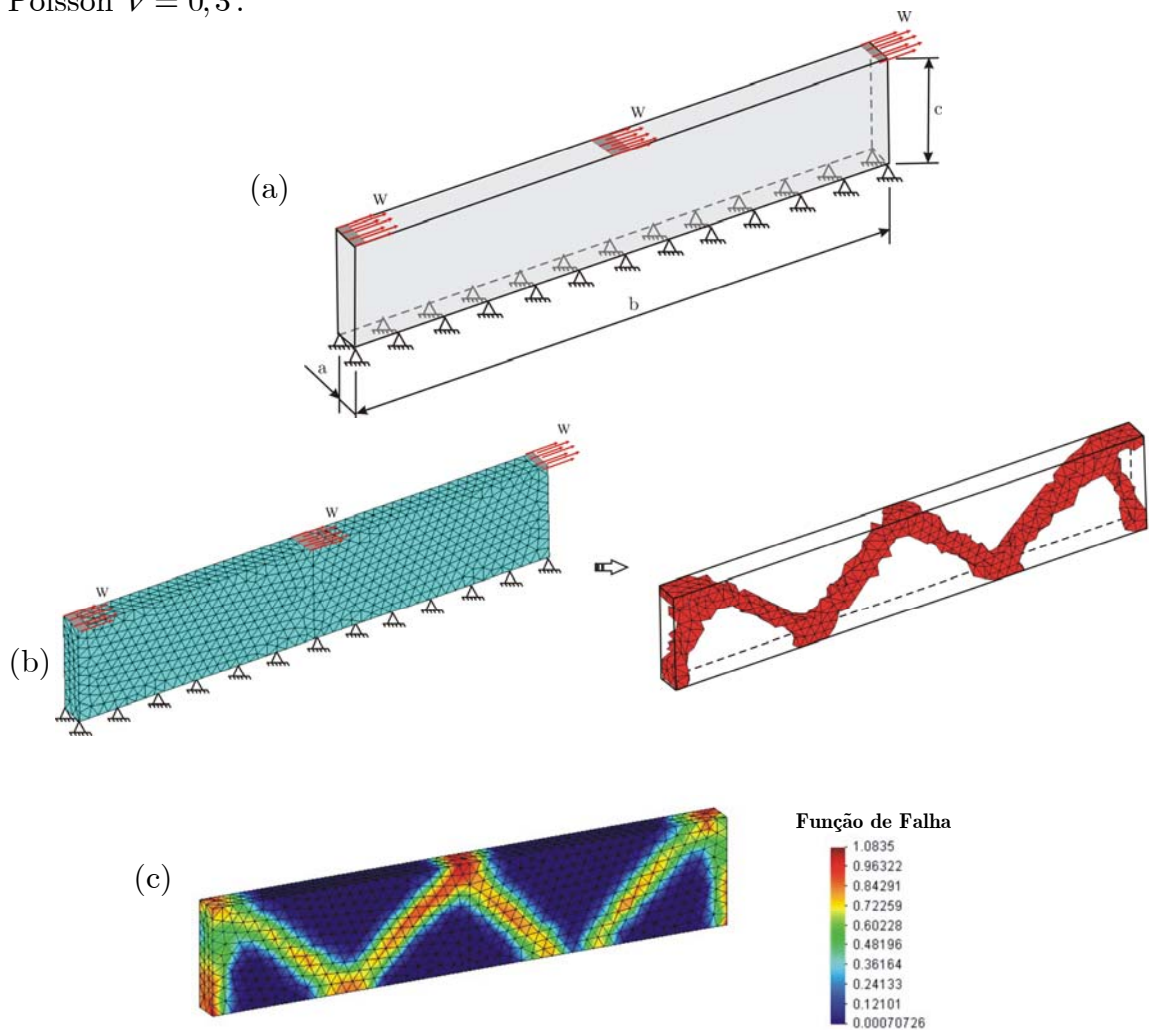 Poisson ν = 0,3.
w
w
c
(a)
w
b
a
w
w
w
(b)
Função de Falha
(c)
1.0835
0.96322
0.84291
0.72259
0.60228
0.48196
0.36164
0.24133
0.12101
0.00070726